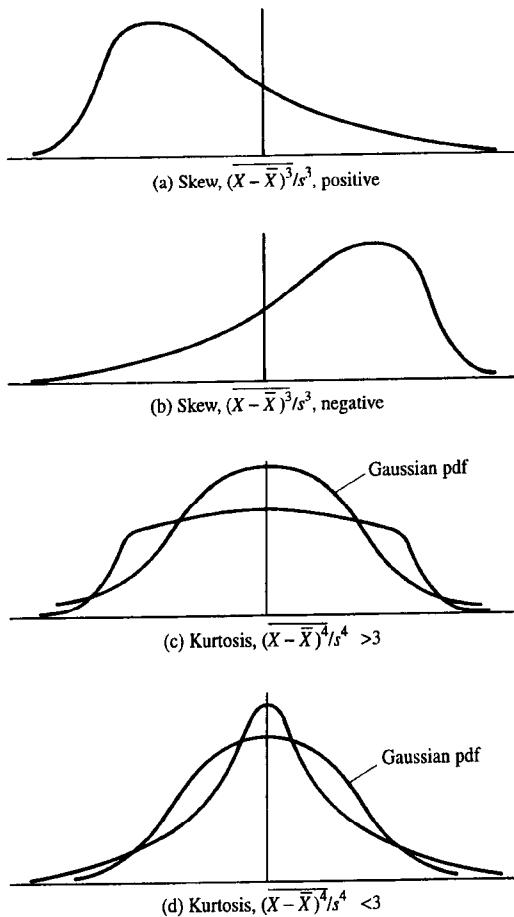 (a) Skew, (X – X̄)³/s³, positive
(b) Skew, (X – X̄)³/s³, negative
Gaussian pdf
(c) Kurtosis, (X – X̄)⁴/s⁴ >3
Gaussian pdf
(d) Kurtosis, (X – X̄)⁴/s⁴ <3